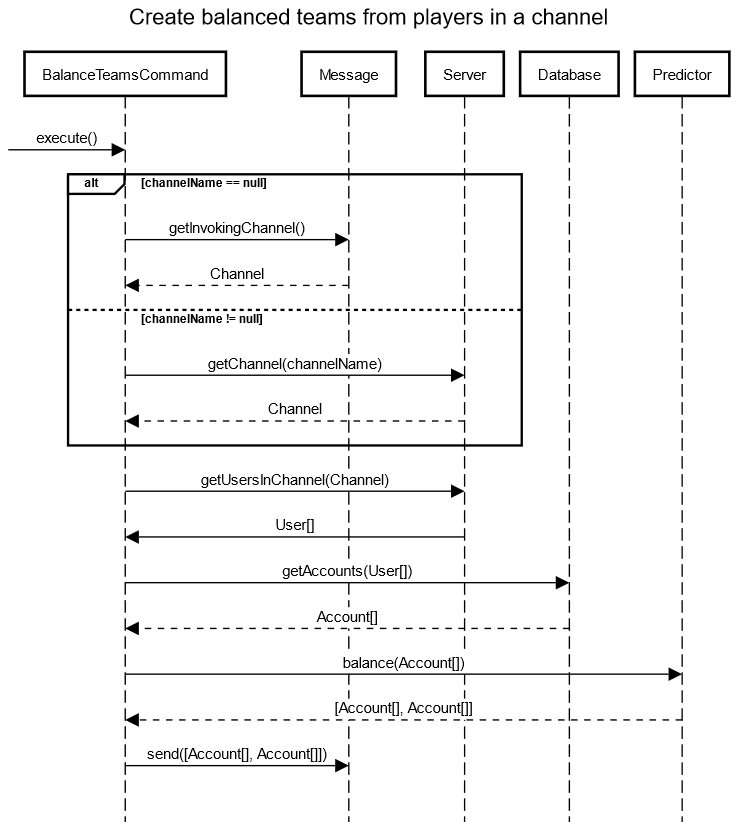 Create balanced teams from players in a channel
BalanceTeamsCommand
Message
Server
Database
Predictor
execute()
alt
[channelName == null]
getInvokingChannel()
Channel
[channelName != null]
getChannel(channelName)
Channel
getUsersInChannel(Channel)
User[]
getAccounts(User[])
Account[]
balance(Account[])
[Account[], Account[]]
send([Account[], Account[]])